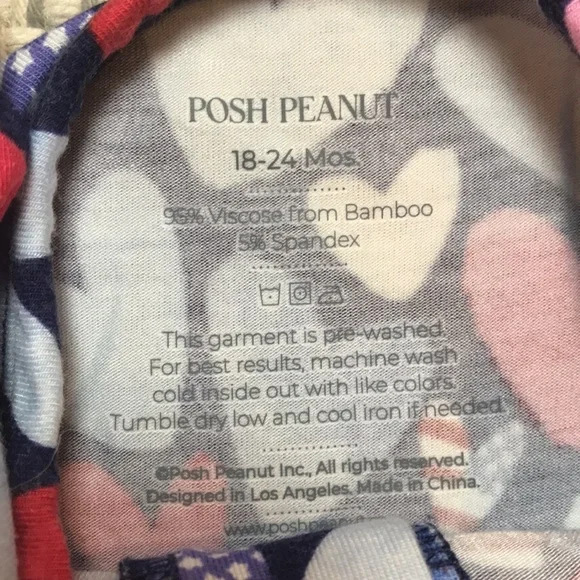 POSH PEANUT
18-24 Mos.
95% Viscose from Bamboo
5% Spandex
This garment is pre-washed.
For best results, machine wash
cold inside out with like colors.
Tumble dry low and cool iron if needed.
©Posh Peanut Inc., All rights reserved.
Designed in Los Angeles. Made in China.